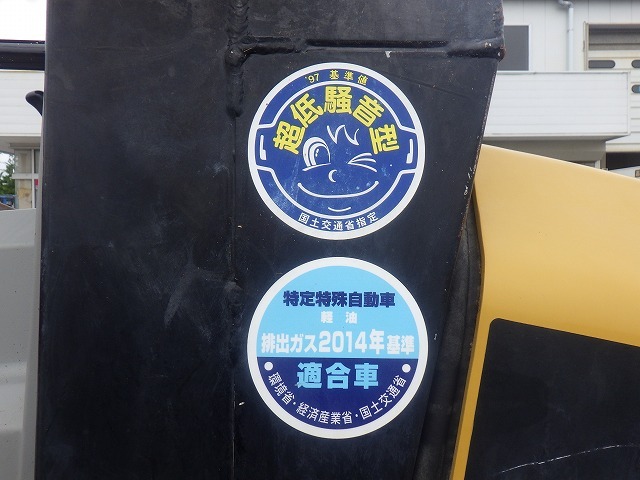 '97 基準値
超低騒音型
国土交通省指定
特定特殊自動車
軽油
排出ガス2014年基準
適合車
環境省・経済産業省・国土交通省